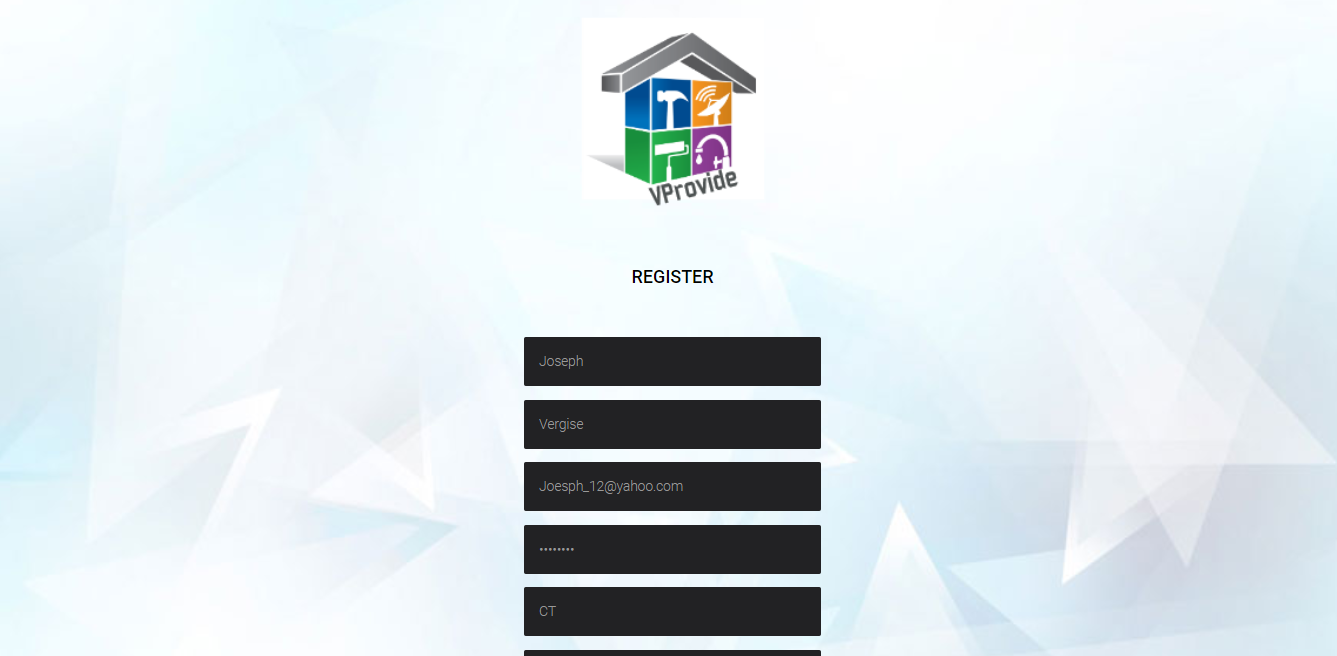 VProvide
REGISTER
Joseph
Vergise
Joesph_12@yahoo.com
••••••••
CT